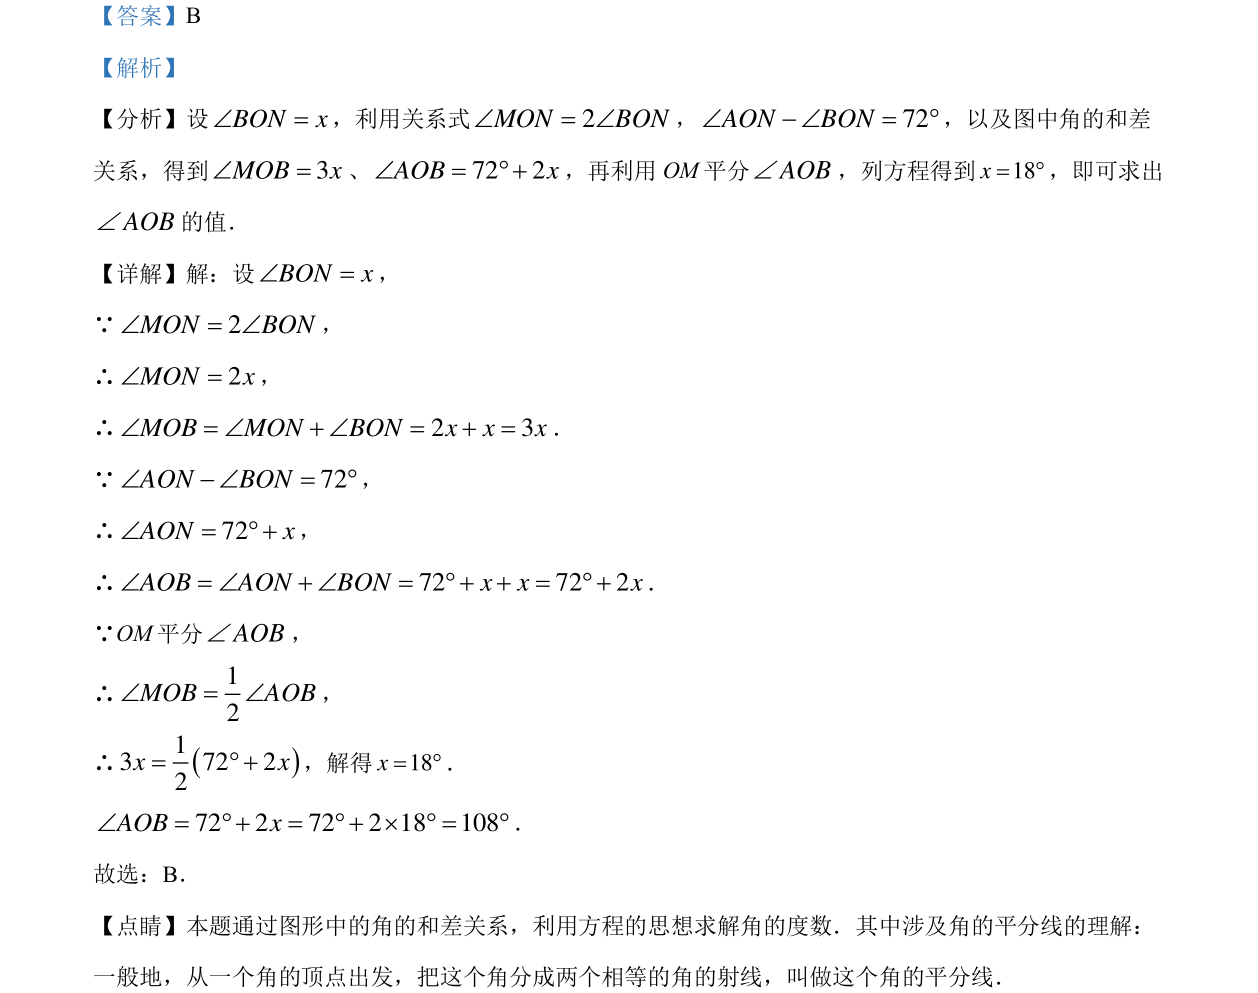 【答案】B
【解析】
【分析】设∠BON = x，利用关系式∠MON = 2∠BON，∠AON − ∠BON = 72°，以及图中角的和差
关系，得到∠MOB = 3x、∠AOB = 72° + 2x，再利用 OM 平分∠AOB，列方程得到 x = 18°，即可求出
∠AOB 的值．
【详解】解：设∠BON = x，
∵∠MON = 2∠BON，
∴∠MON = 2x，
∴∠MOB = ∠MON + ∠BON = 2x + x = 3x．
∵∠AON − ∠BON = 72°，
∴∠AON = 72° + x，
∴∠AOB = ∠AON + ∠BON = 72° + x + x = 72° + 2x．
∵OM 平分∠AOB，
∴∠MOB = \frac{1}{2}∠AOB，
∴3x = \frac{1}{2}(72° + 2x)，解得 x = 18°．
∠AOB = 72° + 2x = 72° + 2×18° = 108°．
故选：B．
【点睛】本题通过图形中的角的和差关系，利用方程的思想求解角的度数．其中涉及角的平分线的理解：
一般地，从一个角的顶点出发，把这个角分成两个相等的角的射线，叫做这个角的平分线．